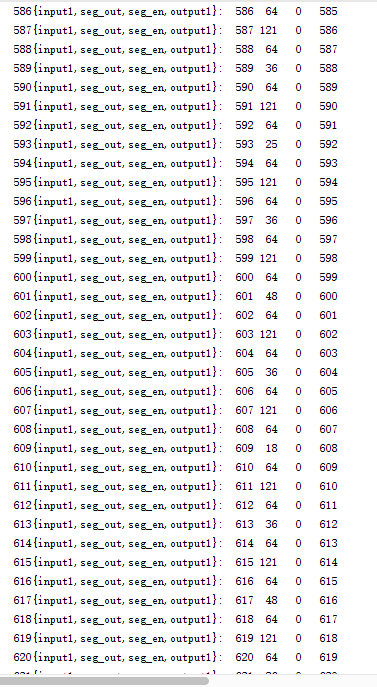 586{input1, seg_out, seg_en, output1}: 586 64 0 585
587{input1, seg_out, seg_en, output1}: 587 121 0 586
588{input1, seg_out, seg_en, output1}: 588 64 0 587
589{input1, seg_out, seg_en, output1}: 589 36 0 588
590{input1, seg_out, seg_en, output1}: 590 64 0 589
591{input1, seg_out, seg_en, output1}: 591 121 0 590
592{input1, seg_out, seg_en, output1}: 592 64 0 591
593{input1, seg_out, seg_en, output1}: 593 25 0 592
594{input1, seg_out, seg_en, output1}: 594 64 0 593
595{input1, seg_out, seg_en, output1}: 595 121 0 594
596{input1, seg_out, seg_en, output1}: 596 64 0 595
597{input1, seg_out, seg_en, output1}: 597 36 0 596
598{input1, seg_out, seg_en, output1}: 598 64 0 597
599{input1, seg_out, seg_en, output1}: 599 121 0 598
600{input1, seg_out, seg_en, output1}: 600 64 0 599
601{input1, seg_out, seg_en, output1}: 601 48 0 600
602{input1, seg_out, seg_en, output1}: 602 64 0 601
603{input1, seg_out, seg_en, output1}: 603 121 0 602
604{input1, seg_out, seg_en, output1}: 604 64 0 603
605{input1, seg_out, seg_en, output1}: 605 36 0 604
606{input1, seg_out, seg_en, output1}: 606 64 0 605
607{input1, seg_out, seg_en, output1}: 607 121 0 606
608{input1, seg_out, seg_en, output1}: 608 64 0 607
609{input1, seg_out, seg_en, output1}: 609 18 0 608
610{input1, seg_out, seg_en, output1}: 610 64 0 609
611{input1, seg_out, seg_en, output1}: 611 121 0 610
612{input1, seg_out, seg_en, output1}: 612 64 0 611
613{input1, seg_out, seg_en, output1}: 613 36 0 612
614{input1, seg_out, seg_en, output1}: 614 64 0 613
615{input1, seg_out, seg_en, output1}: 615 121 0 614
616{input1, seg_out, seg_en, output1}: 616 64 0 615
617{input1, seg_out, seg_en, output1}: 617 48 0 616
618{input1, seg_out, seg_en, output1}: 618 64 0 617
619{input1, seg_out, seg_en, output1}: 619 121 0 618
620{input1, seg_out, seg_en, output1}: 620 64 0 619